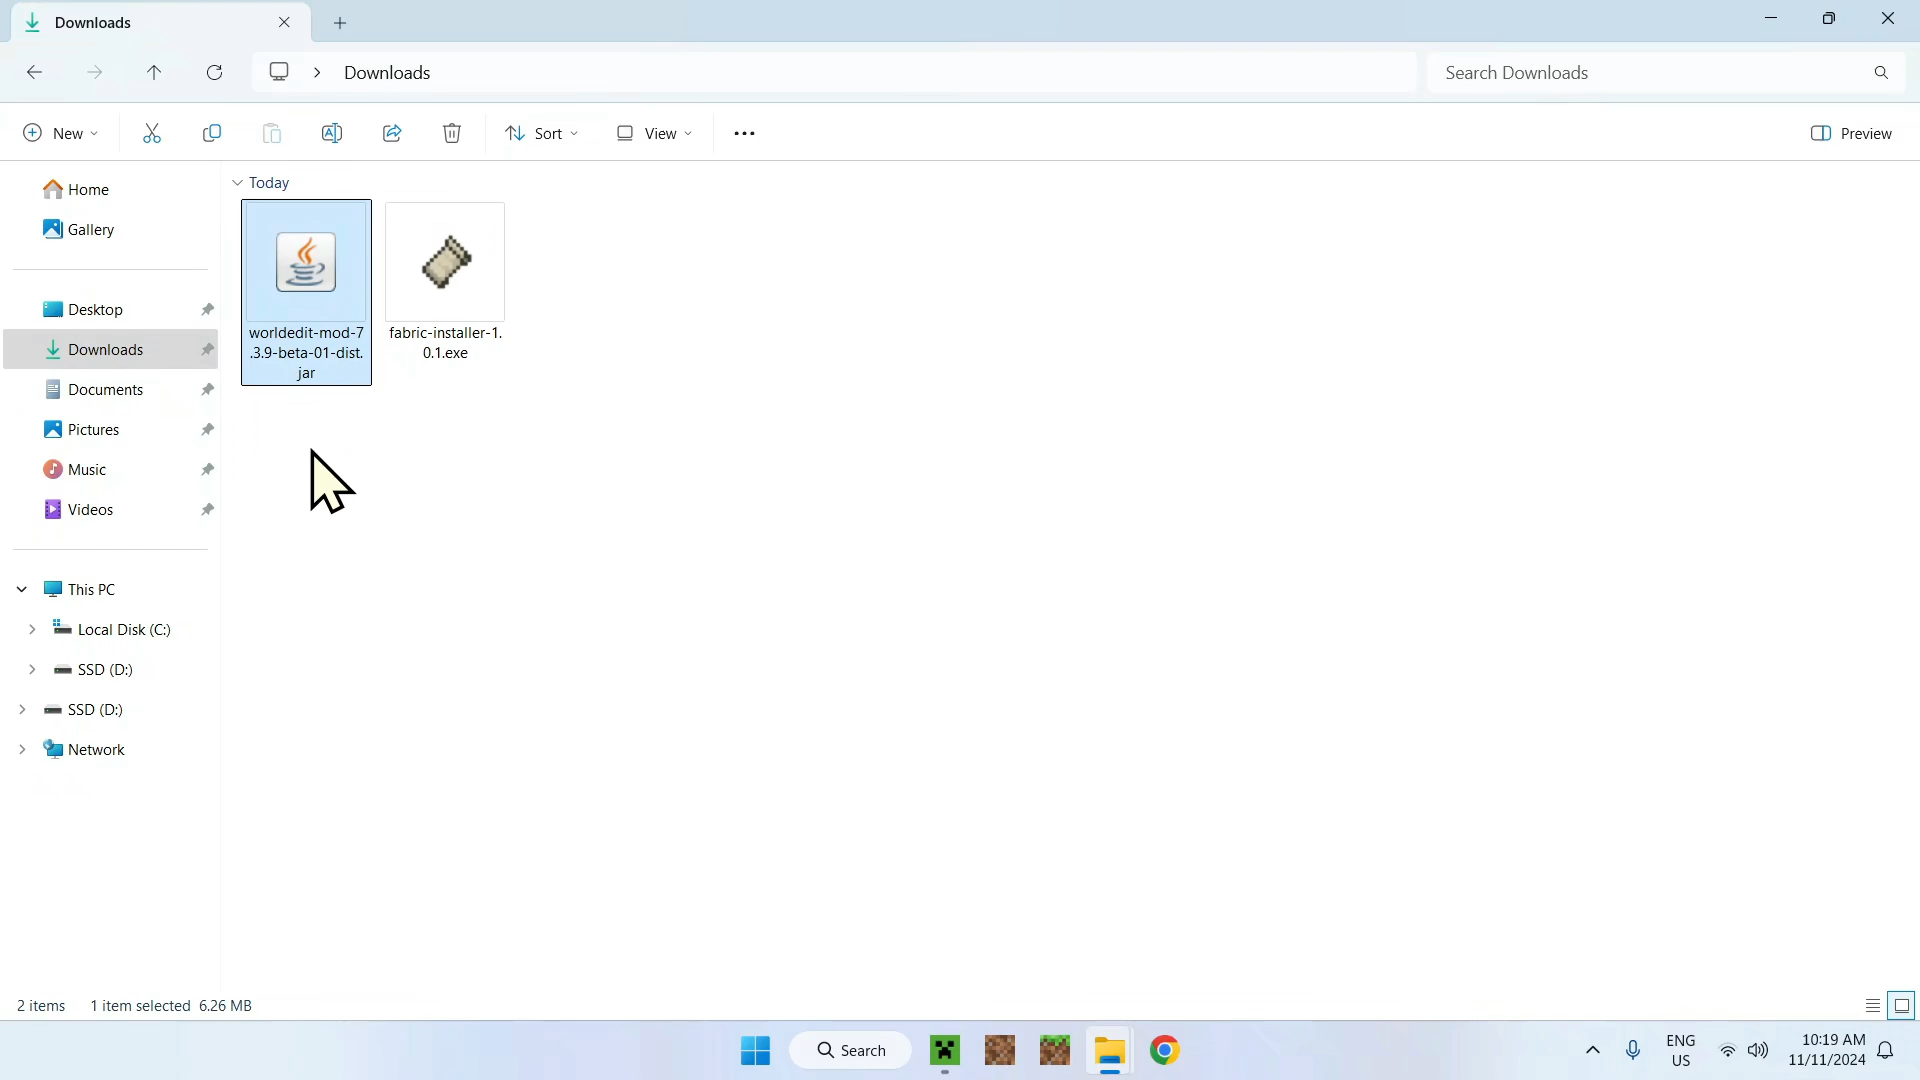 Downloads
Downloads
Search Downloads
New
Sort
View
Preview
Home
Gallery
Desktop
Downloads
Documents
Pictures
Music
Videos
This PC
Local Disk (C:)
SSD (D:)
SSD (D:)
Network
Today
worldedit-mod-7
.3.9-beta-01-dist.
jar
fabric-installer-1.
0.1.exe
2 items
1 item selected 6.26 MB
Search
ENG
US
10:19 AM
11/11/2024